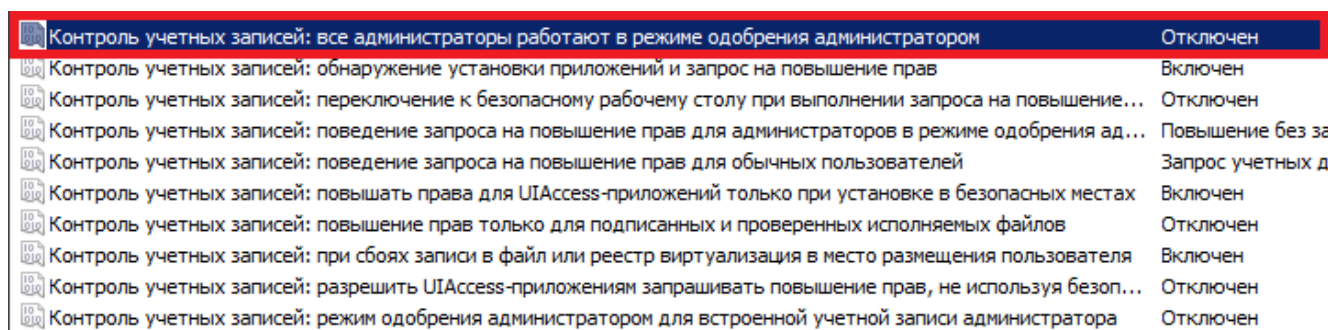 Контроль учетных записей: все администраторы работают в режиме одобрения администратором Отключен
Контроль учетных записей: обнаружение установки приложений и запрос на повышение прав Включен
Контроль учетных записей: переключение к безопасному рабочему столу при выполнении запроса на повышение... Отключен
Контроль учетных записей: поведение запроса на повышение прав для администраторов в режиме одобрения ад... Повышение без за
Контроль учетных записей: поведение запроса на повышение прав для обычных пользователей Запрос учетных д
Контроль учетных записей: повышать права для UIAccess-приложений только при установке в безопасных местах Включен
Контроль учетных записей: повышение прав только для подписанных и проверенных исполняемых файлов Отключен
Контроль учетных записей: при сбоях записи в файл или реестр виртуализация в место размещения пользователя Включен
Контроль учетных записей: разрешить UIAccess-приложениям запрашивать повышение прав, не используя безоп... Отключен
Контроль учетных записей: режим одобрения администратором для встроенной учетной записи администратора Отключен